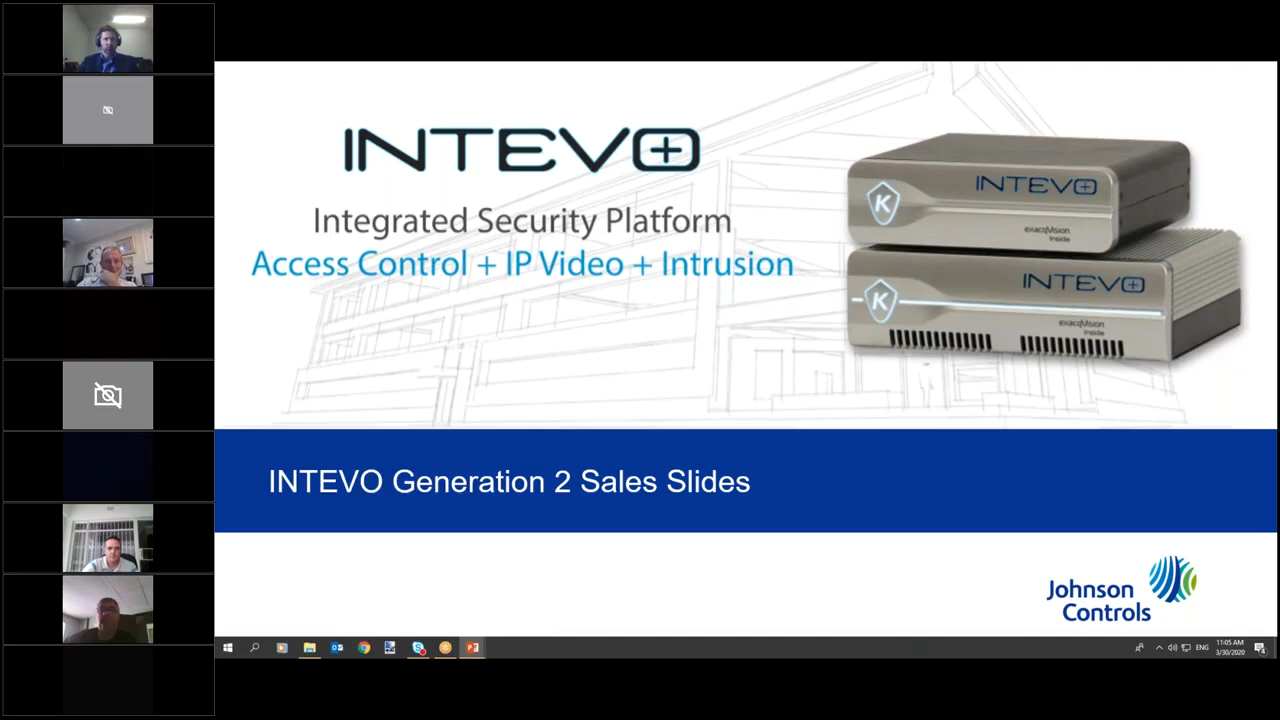 INTEVO
Integrated Security Platform
Access Control + IP Video + Intrusion
K
INTEVO
exacqVision
Inside
K
INTEVO
exacqVision
Inside
INTEVO Generation 2 Sales Slides
Johnson
Controls
ENG
11:05 AM
3/30/2020